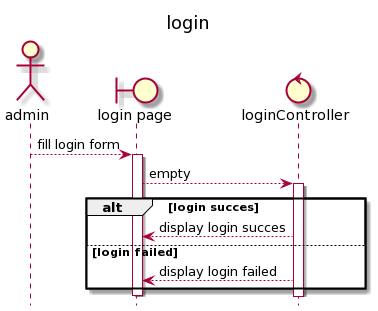 login
admin
login page
loginController
fill login form
empty
alt [login succes]
display login succes
[login failed]
display login failed